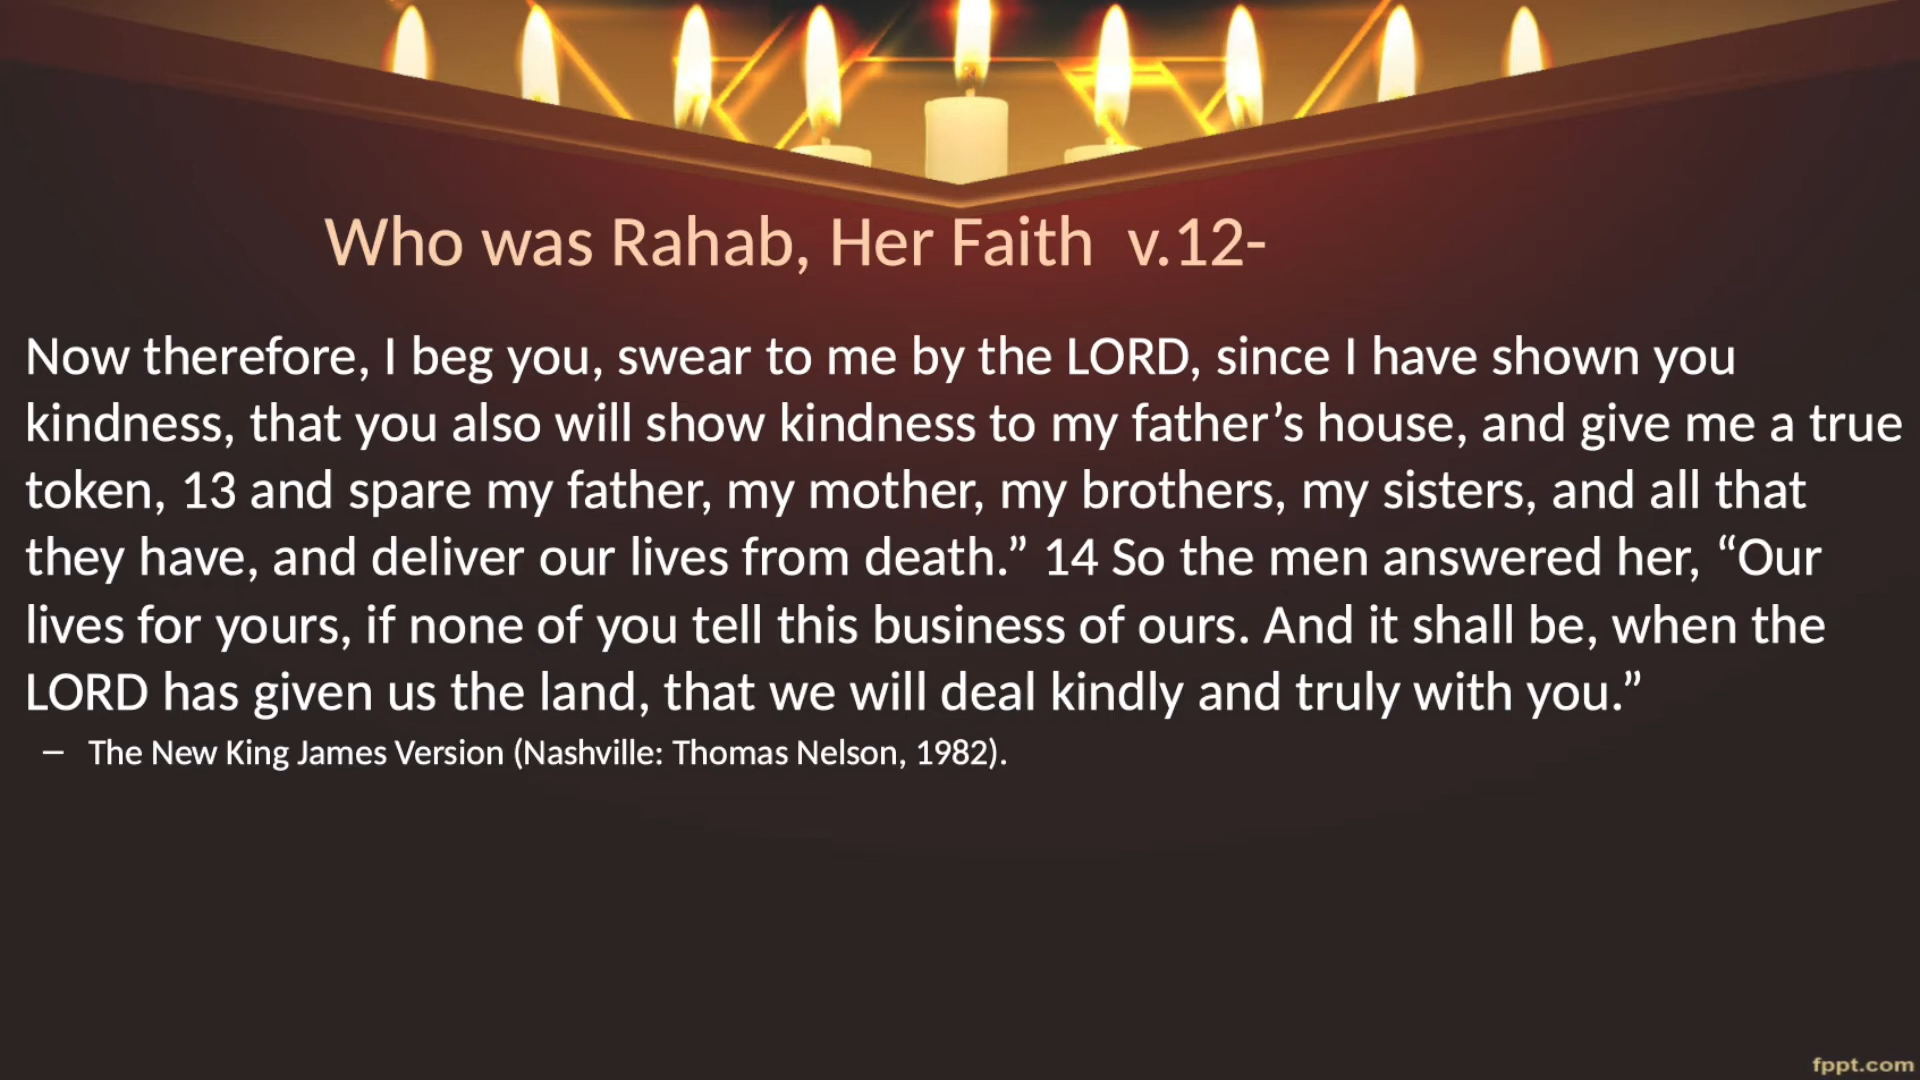 Who was Rahab, Her Faith  v.12-
Now therefore, I beg you, swear to me by the LORD, since I have shown you
kindness, that you also will show kindness to my father’s house, and give me a true
token, 13 and spare my father, my mother, my brothers, my sisters, and all that
they have, and deliver our lives from death.” 14 So the men answered her, “Our
lives for yours, if none of you tell this business of ours. And it shall be, when the
LORD has given us the land, that we will deal kindly and truly with you.”
– The New King James Version (Nashville: Thomas Nelson, 1982).
fppt.com